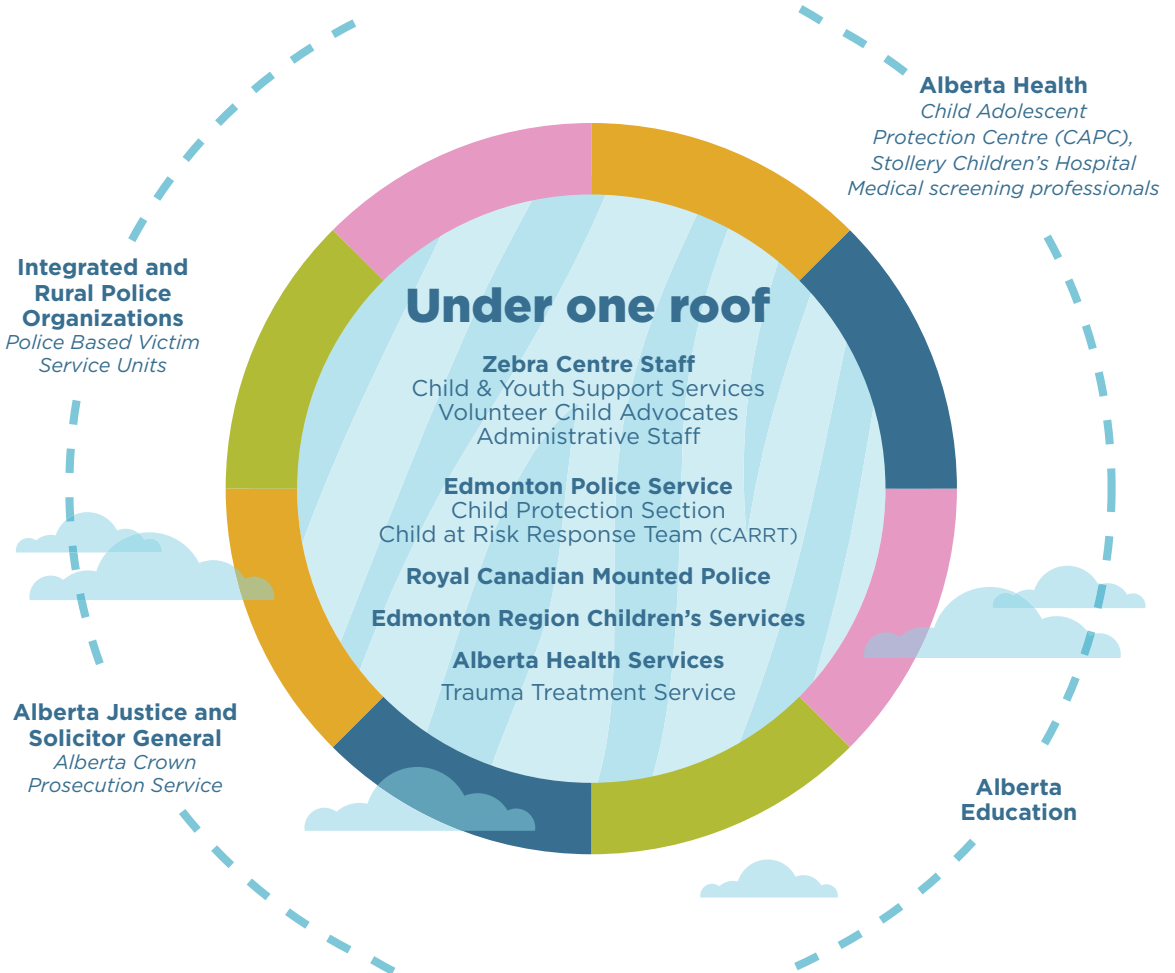 Alberta Health
Child Adolescent
Protection Centre (CAPC),
Stollery Children’s Hospital
Medical screening professionals
Integrated and
Rural Police
Organizations
Police Based Victim
Service Units
Under one roof
Zebra Centre Staff
Child & Youth Support Services
Volunteer Child Advocates
Administrative Staff
Edmonton Police Service
Child Protection Section
Child at Risk Response Team (CARRT)
Royal Canadian Mounted Police
Edmonton Region Children’s Services
Alberta Health Services
Trauma Treatment Service
Alberta Justice and
Solicitor General
Alberta Crown
Prosecution Service
Alberta
Education